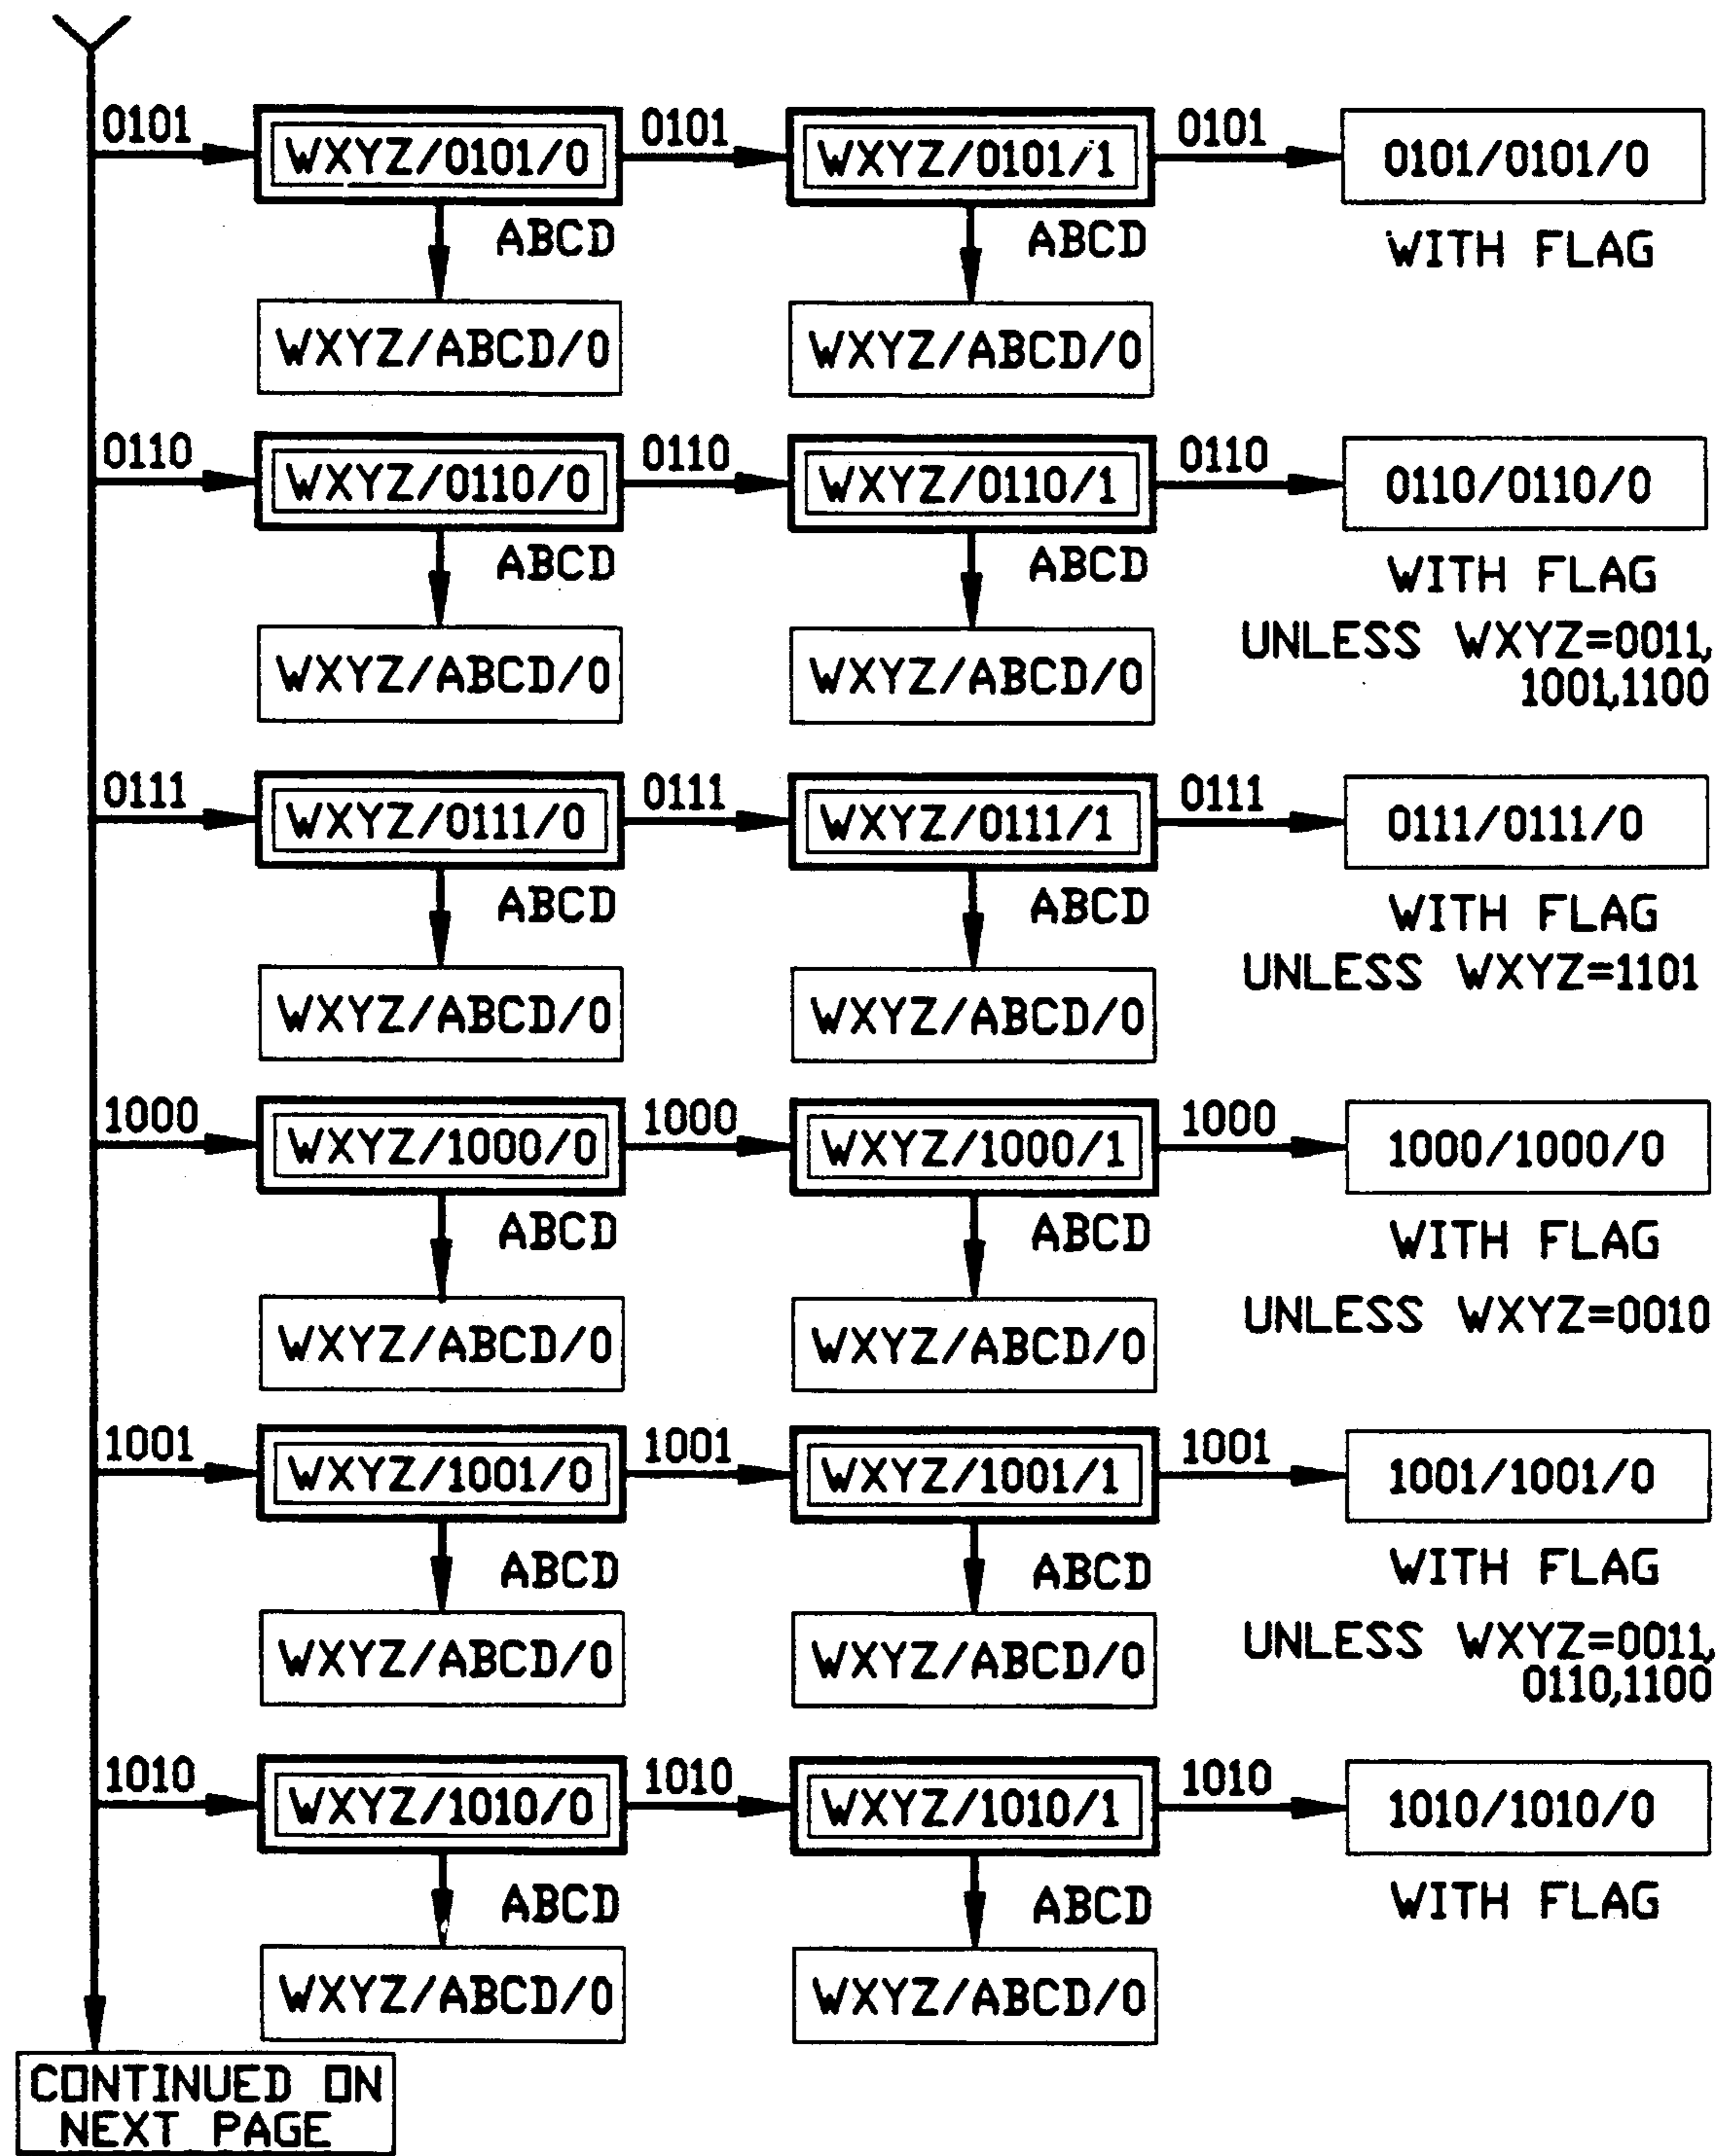 0101 WXYZ/0101/0 0101 WXYZ/0101/1 0101 0101/0101/0
ABCD ABCD WITH FLAG
WXYZ/ABCD/0 WXYZ/ABCD/0
0110 WXYZ/0110/0 0110 WXYZ/0110/1 0110 0110/0110/0
ABCD ABCD WITH FLAG
WXYZ/ABCD/0 WXYZ/ABCD/0 UNLESS WXYZ=0011,
1001,1100
0111 WXYZ/0111/0 0111 WXYZ/0111/1 0111 0111/0111/0
ABCD ABCD WITH FLAG
UNLESS WXYZ=1101
WXYZ/ABCD/0 WXYZ/ABCD/0
1000 WXYZ/1000/0 1000 WXYZ/1000/1 1000 1000/1000/0
ABCD ABCD WITH FLAG
WXYZ/ABCD/0 WXYZ/ABCD/0 UNLESS WXYZ=0010
1001 WXYZ/1001/0 1001 WXYZ/1001/1 1001 1001/1001/0
ABCD ABCD WITH FLAG
WXYZ/ABCD/0 WXYZ/ABCD/0 UNLESS WXYZ=0011,
0110,1100
1010 WXYZ/1010/0 1010 WXYZ/1010/1 1010 1010/1010/0
ABCD ABCD WITH FLAG
WXYZ/ABCD/0 WXYZ/ABCD/0
CONTINUED ON
NEXT PAGE